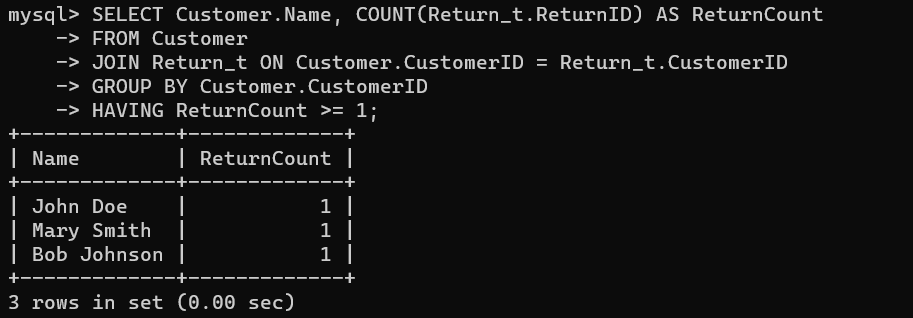 mysql> SELECT Customer.Name, COUNT(Return_t.ReturnID) AS ReturnCount
    -> FROM Customer
    -> JOIN Return_t ON Customer.CustomerID = Return_t.CustomerID
    -> GROUP BY Customer.CustomerID
    -> HAVING ReturnCount >= 1;
+-------------+-------------+
| Name        | ReturnCount |
+-------------+-------------+
| John Doe    |           1 |
| Mary Smith  |           1 |
| Bob Johnson |           1 |
+-------------+-------------+
3 rows in set (0.00 sec)